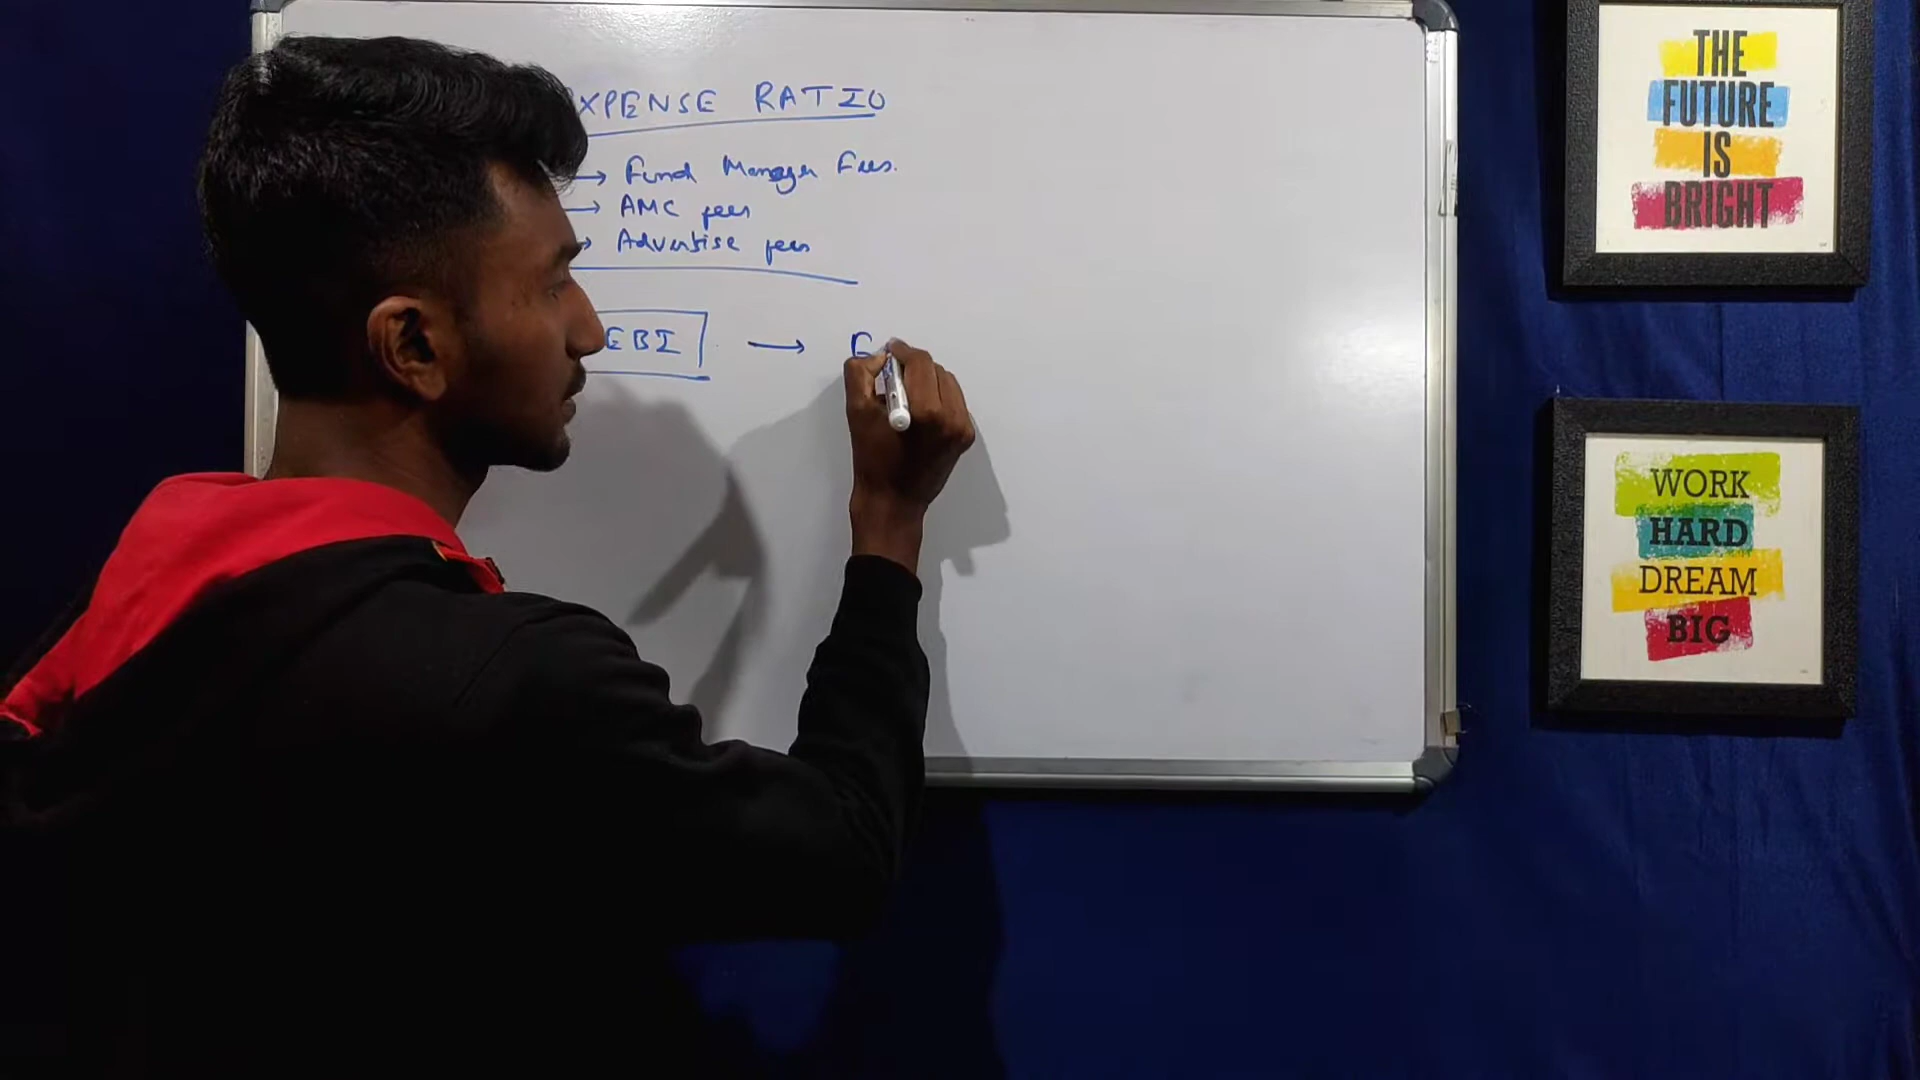 XPENSE RATIO
→ Fund Manager Fees.
→ AMC fees
→ Advertise fees
EBI → E
THE
FUTURE
IS
BRIGHT
WORK
HARD
DREAM
BIG